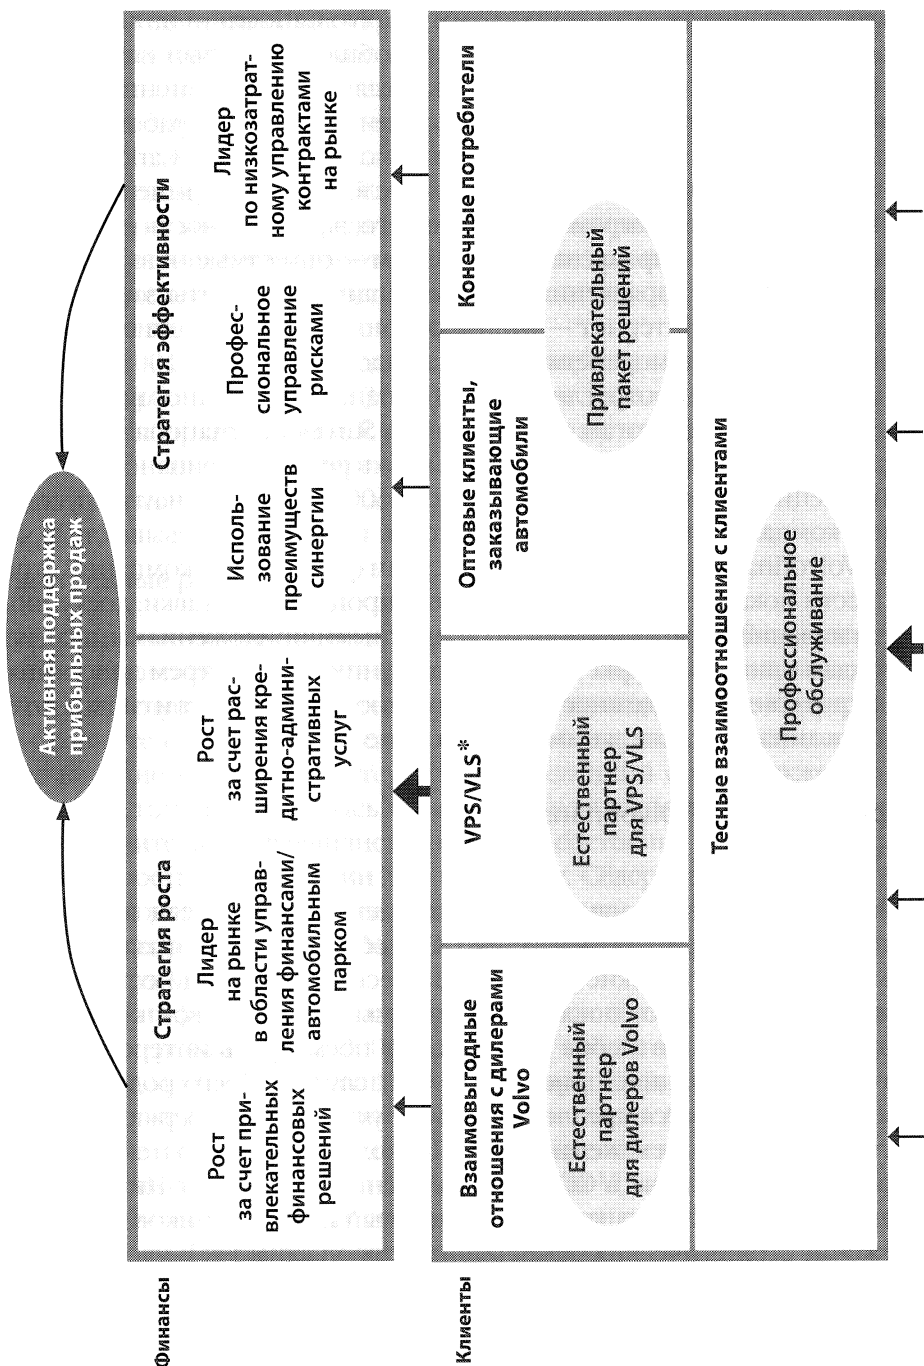 Активная поддержка
прибыльных продаж
Финансы
Стратегия роста
Стратегия эффективности
Рост
за счет при-
влекательных
финансовых
решений
Лидер
на рынке
в области управ-
ления финансами/
автомобильным
парком
Рост
за счет рас-
ширения кре-
дитно-админи-
стративных
услуг
Исполь-
зование
преимуществ
синергии
Профес-
сиональное
управление
рисками
Лидер
по низкозатрат-
ному управлению
контрактами
на рынке
Клиенты
Взаимовыгодные
отношения с дилерами
Volvo
Естественный
партнер
для дилеров Volvo
VPS/VLS*
Естественный
партнер
для VPS/VLS
Оптовые клиенты,
заказывающие
автомобили
Конечные потребители
Привлекательный
пакет решений
Тесные взаимоотношения с клиентами
Профессиональное
обслуживание